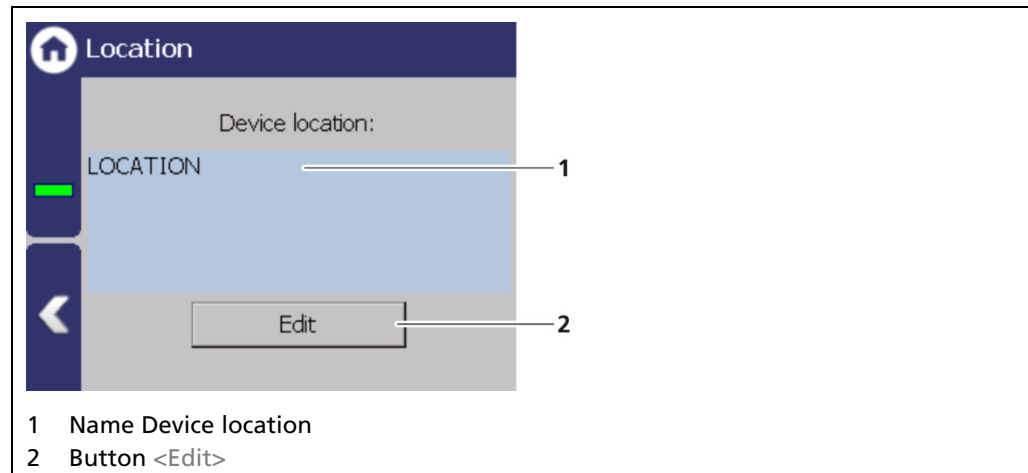 Location
Device location:
LOCATION
1
Edit
2
1 Name Device location
2 Button <Edit>